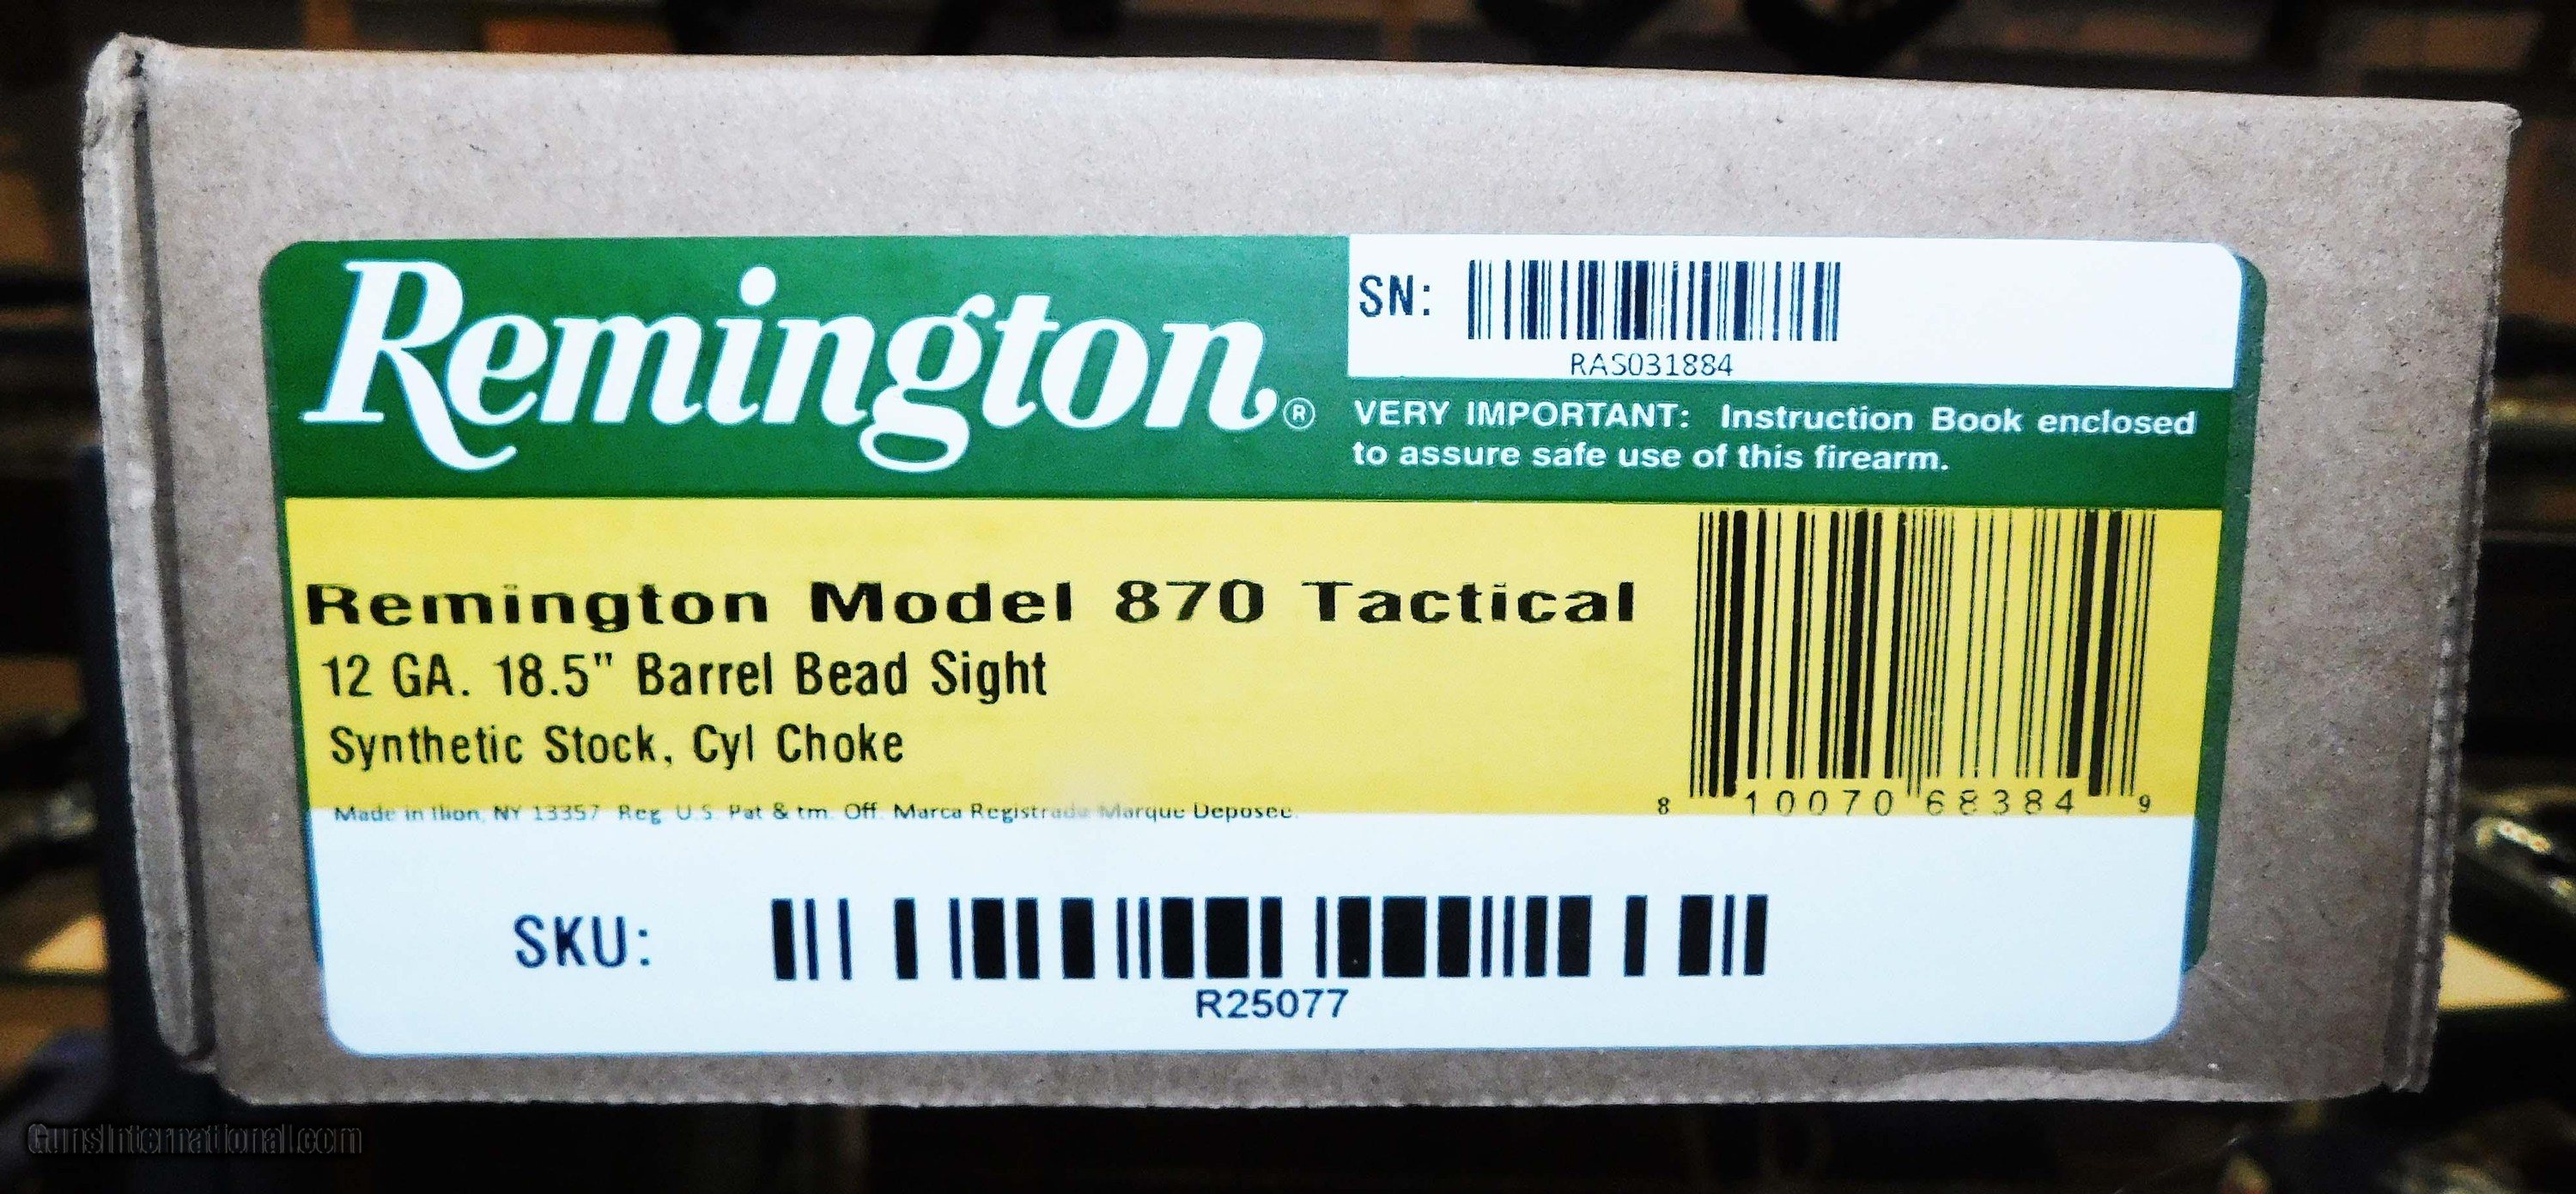 Remington®
SN:
RAS031884
VERY IMPORTANT: Instruction Book enclosed
to assure safe use of this firearm.
Remington Model 870 Tactical
12 GA. 18.5" Barrel Bead Sight
Synthetic Stock, Cyl Choke
Made in Ilion, NY 13357 Reg. U.S. Pat & tm. Off. Marca Registrada Marque Deposee.
8 10070 68384 9
SKU:
R25077
GunsInternational.com